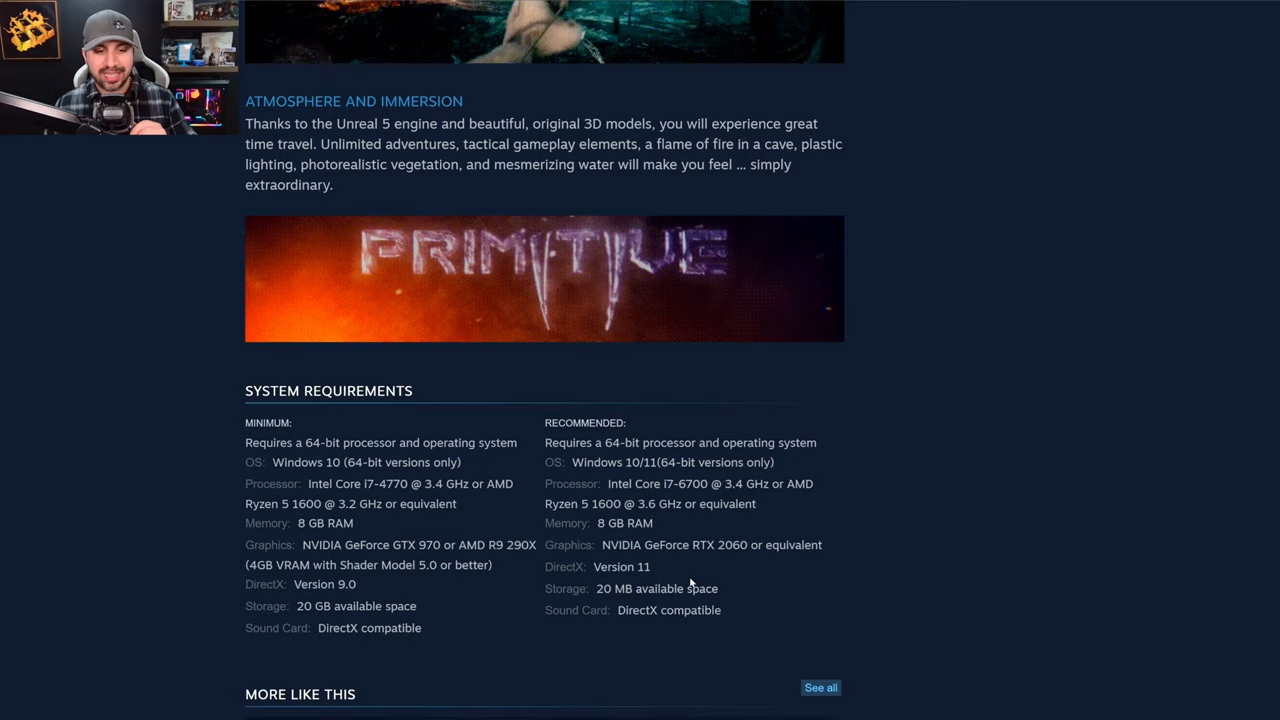 ATMOSPHERE AND IMMERSION
Thanks to the Unreal 5 engine and beautiful, original 3D models, you will experience great
time travel. Unlimited adventures, tactical gameplay elements, a flame of fire in a cave, plastic
lighting, photorealistic vegetation, and mesmerizing water will make you feel ... simply
extraordinary.
PRIMITIVE
SYSTEM REQUIREMENTS
MINIMUM:
Requires a 64-bit processor and operating system
OS: Windows 10 (64-bit versions only)
Processor: Intel Core i7-4770 @ 3.4 GHz or AMD
Ryzen 5 1600 @ 3.2 GHz or equivalent
Memory: 8 GB RAM
Graphics: NVIDIA GeForce GTX 970 or AMD R9 290X
(4GB VRAM with Shader Model 5.0 or better)
DirectX: Version 9.0
Storage: 20 GB available space
Sound Card: DirectX compatible
RECOMMENDED:
Requires a 64-bit processor and operating system
OS: Windows 10/11(64-bit versions only)
Processor: Intel Core i7-6700 @ 3.4 GHz or AMD
Ryzen 5 1600 @ 3.6 GHz or equivalent
Memory: 8 GB RAM
Graphics: NVIDIA GeForce RTX 2060 or equivalent
DirectX: Version 11
Storage: 20 MB available space
Sound Card: DirectX compatible
MORE LIKE THIS
See all